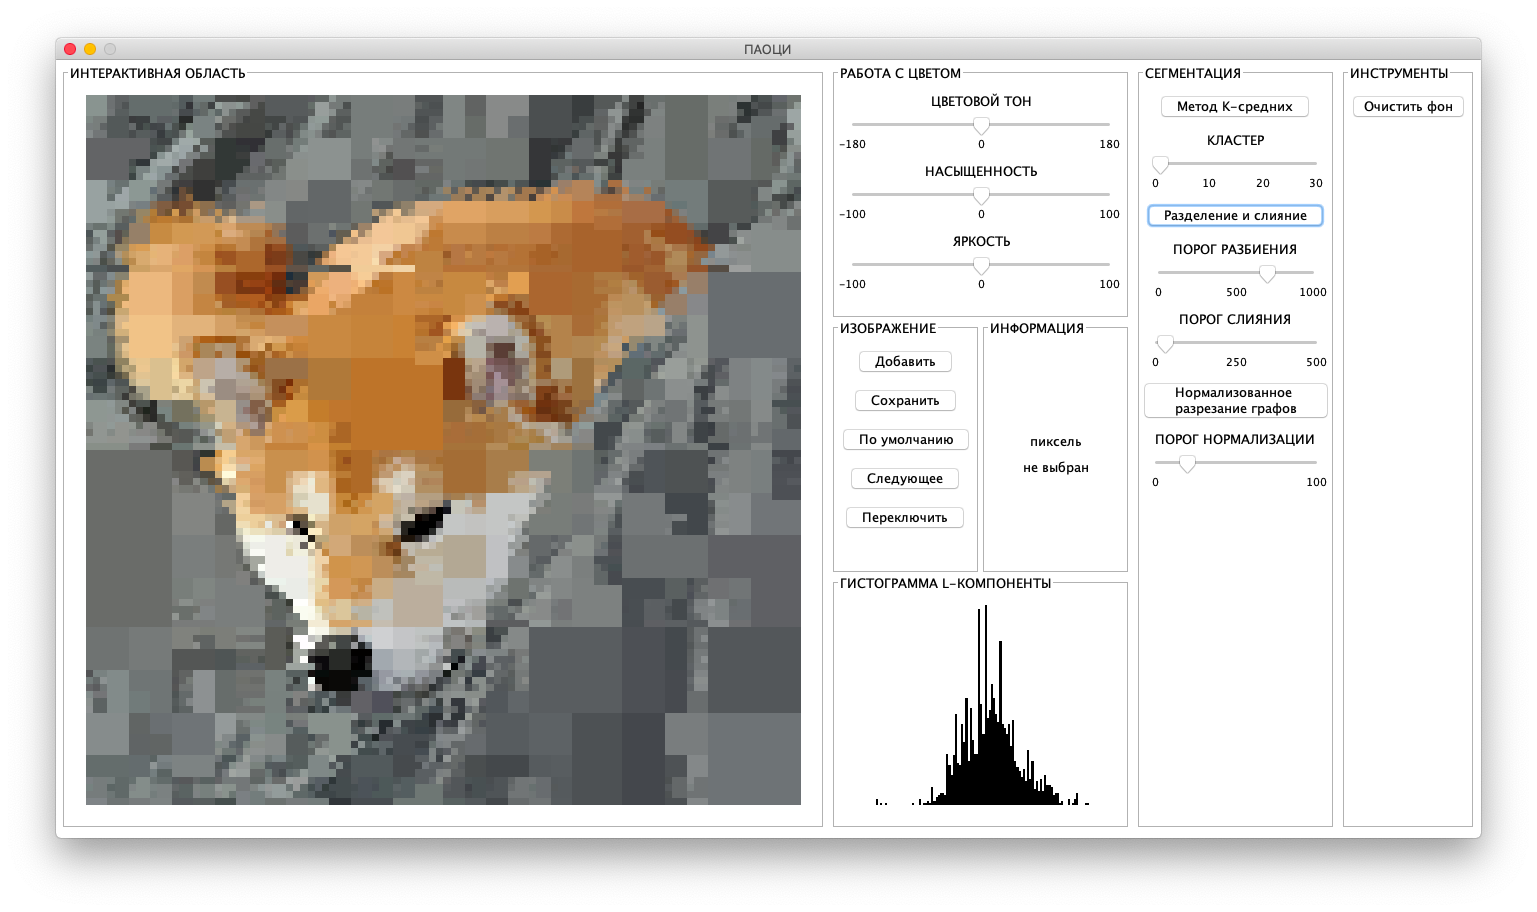 ПАОЦИ
ИНТЕРАКТИВНАЯ ОБЛАСТЬ
РАБОТА С ЦВЕТОМ
ЦВЕТОВОЙ ТОН
-180 0 180
НАСЫЩЕННОСТЬ
-100 0 100
ЯРКОСТЬ
-100 0 100
ИЗОБРАЖЕНИЕ
Добавить
Сохранить
По умолчанию
Следующее
Переключить
ИНФОРМАЦИЯ
пиксель
не выбран
ГИСТОГРАММА L-КОМПОНЕНТЫ
СЕГМЕНТАЦИЯ
Метод К-средних
КЛАСТЕР
0 10 20 30
Разделение и слияние
ПОРОГ РАЗБИЕНИЯ
0 500 1000
ПОРОГ СЛИЯНИЯ
0 250 500
Нормализованное
разрезание графов
ПОРОГ НОРМАЛИЗАЦИИ
0 100
ИНСТРУМЕНТЫ
Очистить фон